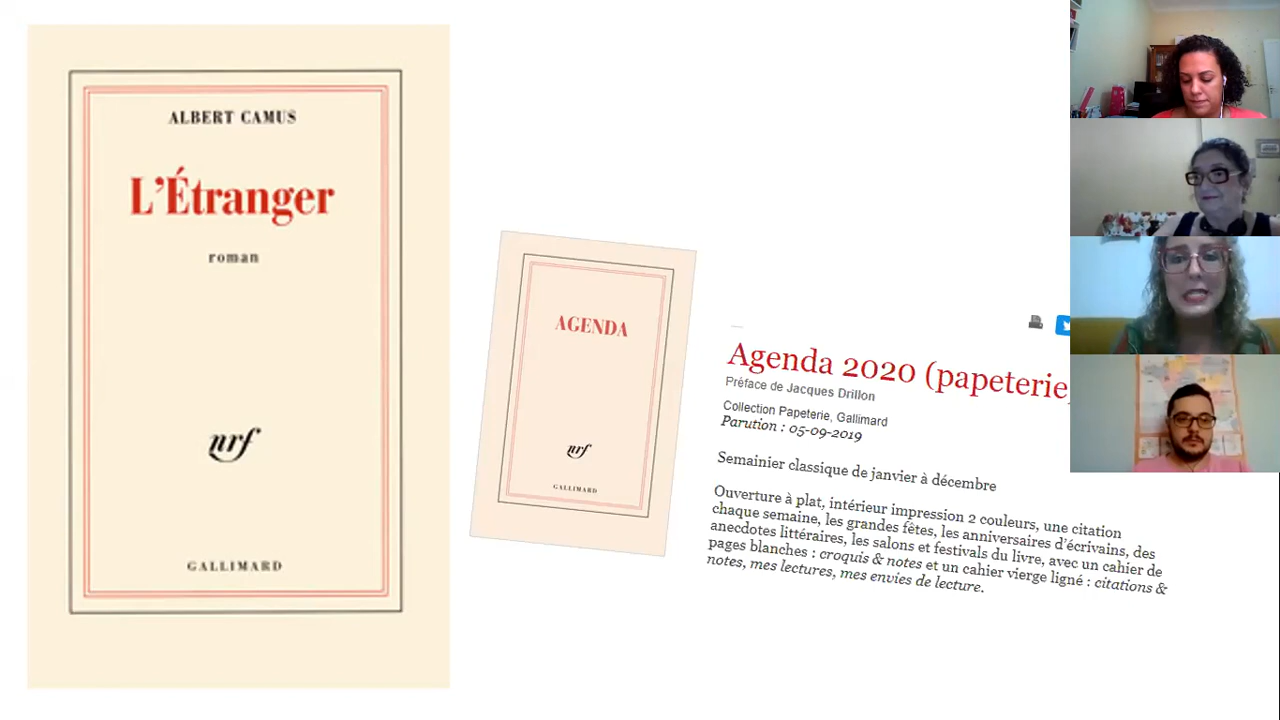 ALBERT CAMUS
L'Étranger
roman
nrf
GALLIMARD
AGENDA
nrf
GALLIMARD
Agenda 2020 (papeterie)
Préface de Jacques Drillon
Collection Papeterie, Gallimard
Parution : 05-09-2019
Semainier classique de janvier à décembre
Ouverture à plat, intérieur impression 2 couleurs, une citation
chaque semaine, les grandes fêtes, les anniversaires d'écrivains, des
anecdotes littéraires, les salons et festivals du livre, avec un cahier de
pages blanches : croquis & notes et un cahier vierge ligné : citations &
notes, mes lectures, mes envies de lecture.